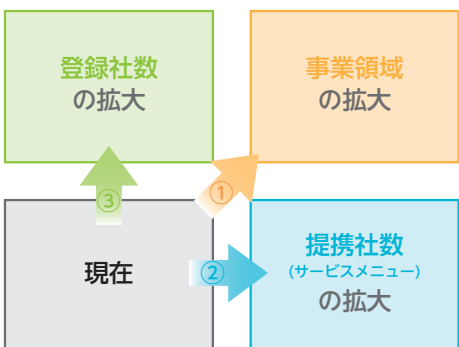 登録社数
の拡大
事業領域
の拡大
③
①
現在
②
提携社数
(サービスメニュー)
の拡大